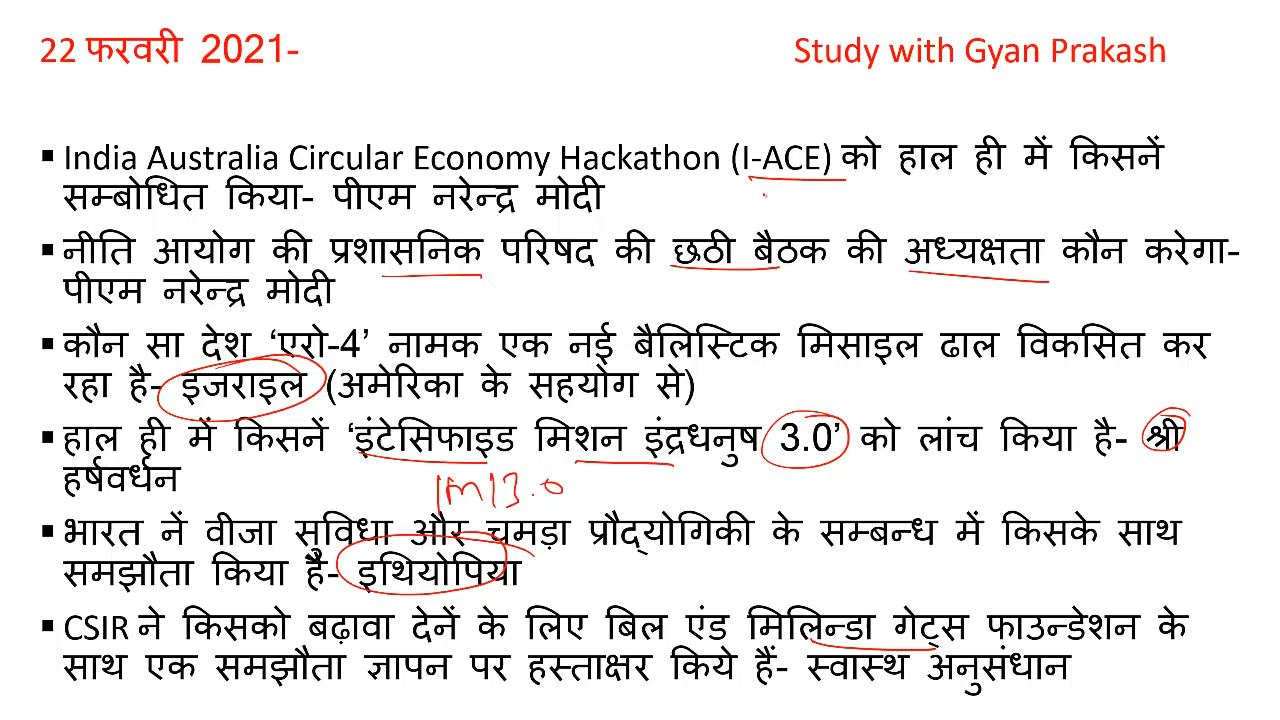 22 फरवरी 2021-
Study with Gyan Prakash
▪ India Australia Circular Economy Hackathon (I-ACE) को हाल ही में किसनें
सम्बोधित किया- पीएम नरेन्द्र मोदी
▪ नीति आयोग की प्रशासनिक परिषद की छठी बैठक की अध्यक्षता कौन करेगा-
पीएम नरेन्द्र मोदी
▪ कौन सा देश ‘एरो-4’ नामक एक नई बैलिस्टिक मिसाइल ढाल विकसित कर
रहा है- इजराइल (अमेरिका के सहयोग से)
▪ हाल ही में किसनें ‘इंटेसिफाइड मिशन इंद्रधनुष 3.0’ को लांच किया है- श्री
हर्षवर्धन
IMI 3.0
▪ भारत नें वीजा सुविधा और चमड़ा प्रौद्योगिकी के सम्बन्ध में किसके साथ
समझौता किया है- इथियोपिया
▪ CSIR ने किसको बढ़ावा देनें के लिए बिल एंड मिलिन्डा गेट्स फाउन्डेशन के
साथ एक समझौता ज्ञापन पर हस्ताक्षर किये हैं- स्वास्थ अनुसंधान